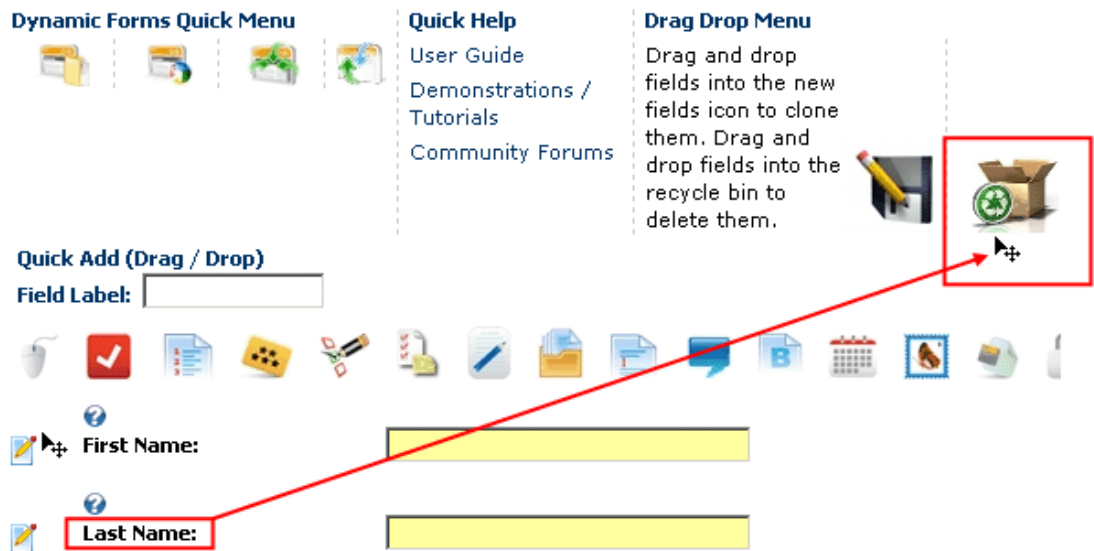 Dynamic Forms Quick Menu
Quick Help
User Guide
Demonstrations /
Tutorials
Community Forums
Drag Drop Menu
Drag and drop
fields into the new
fields icon to clone
them. Drag and
drop fields into the
recycle bin to
delete them.
Quick Add (Drag / Drop)
Field Label:
First Name:
Last Name: